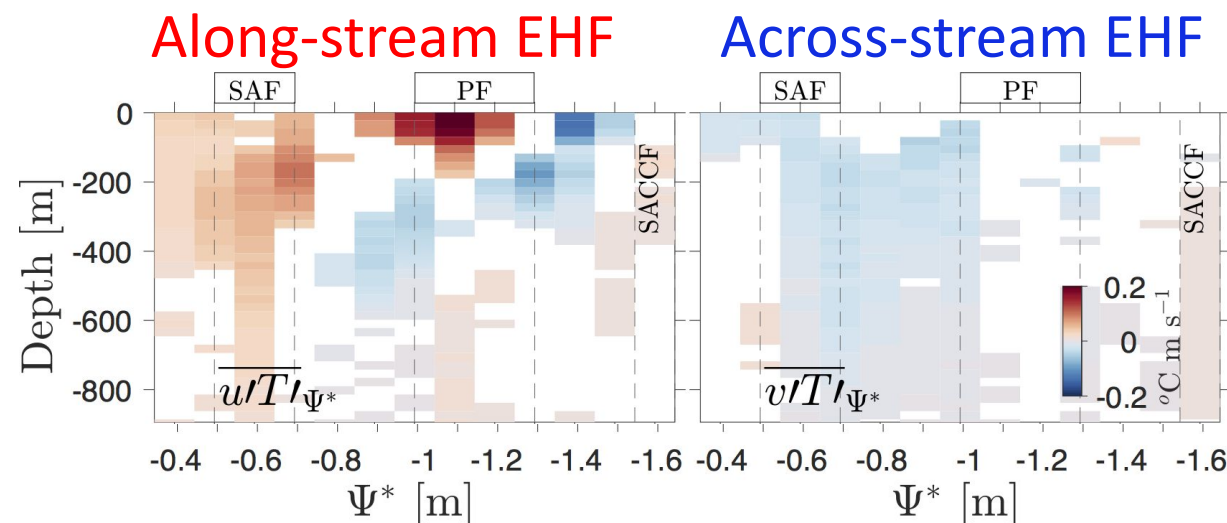 Along-stream EHF
Across-stream EHF
SAF
PF
SAF
PF
0
-200
-400
-600
-800
Depth [m]
SACCF
SACCF
u′T′Ψ*
v′T′Ψ*
0.2
0
-0.2
°C m s⁻¹
-0.4 -0.6 -0.8 -1 -1.2 -1.4 -1.6
-0.4 -0.6 -0.8 -1 -1.2 -1.4 -1.6
Ψ* [m]
Ψ* [m]